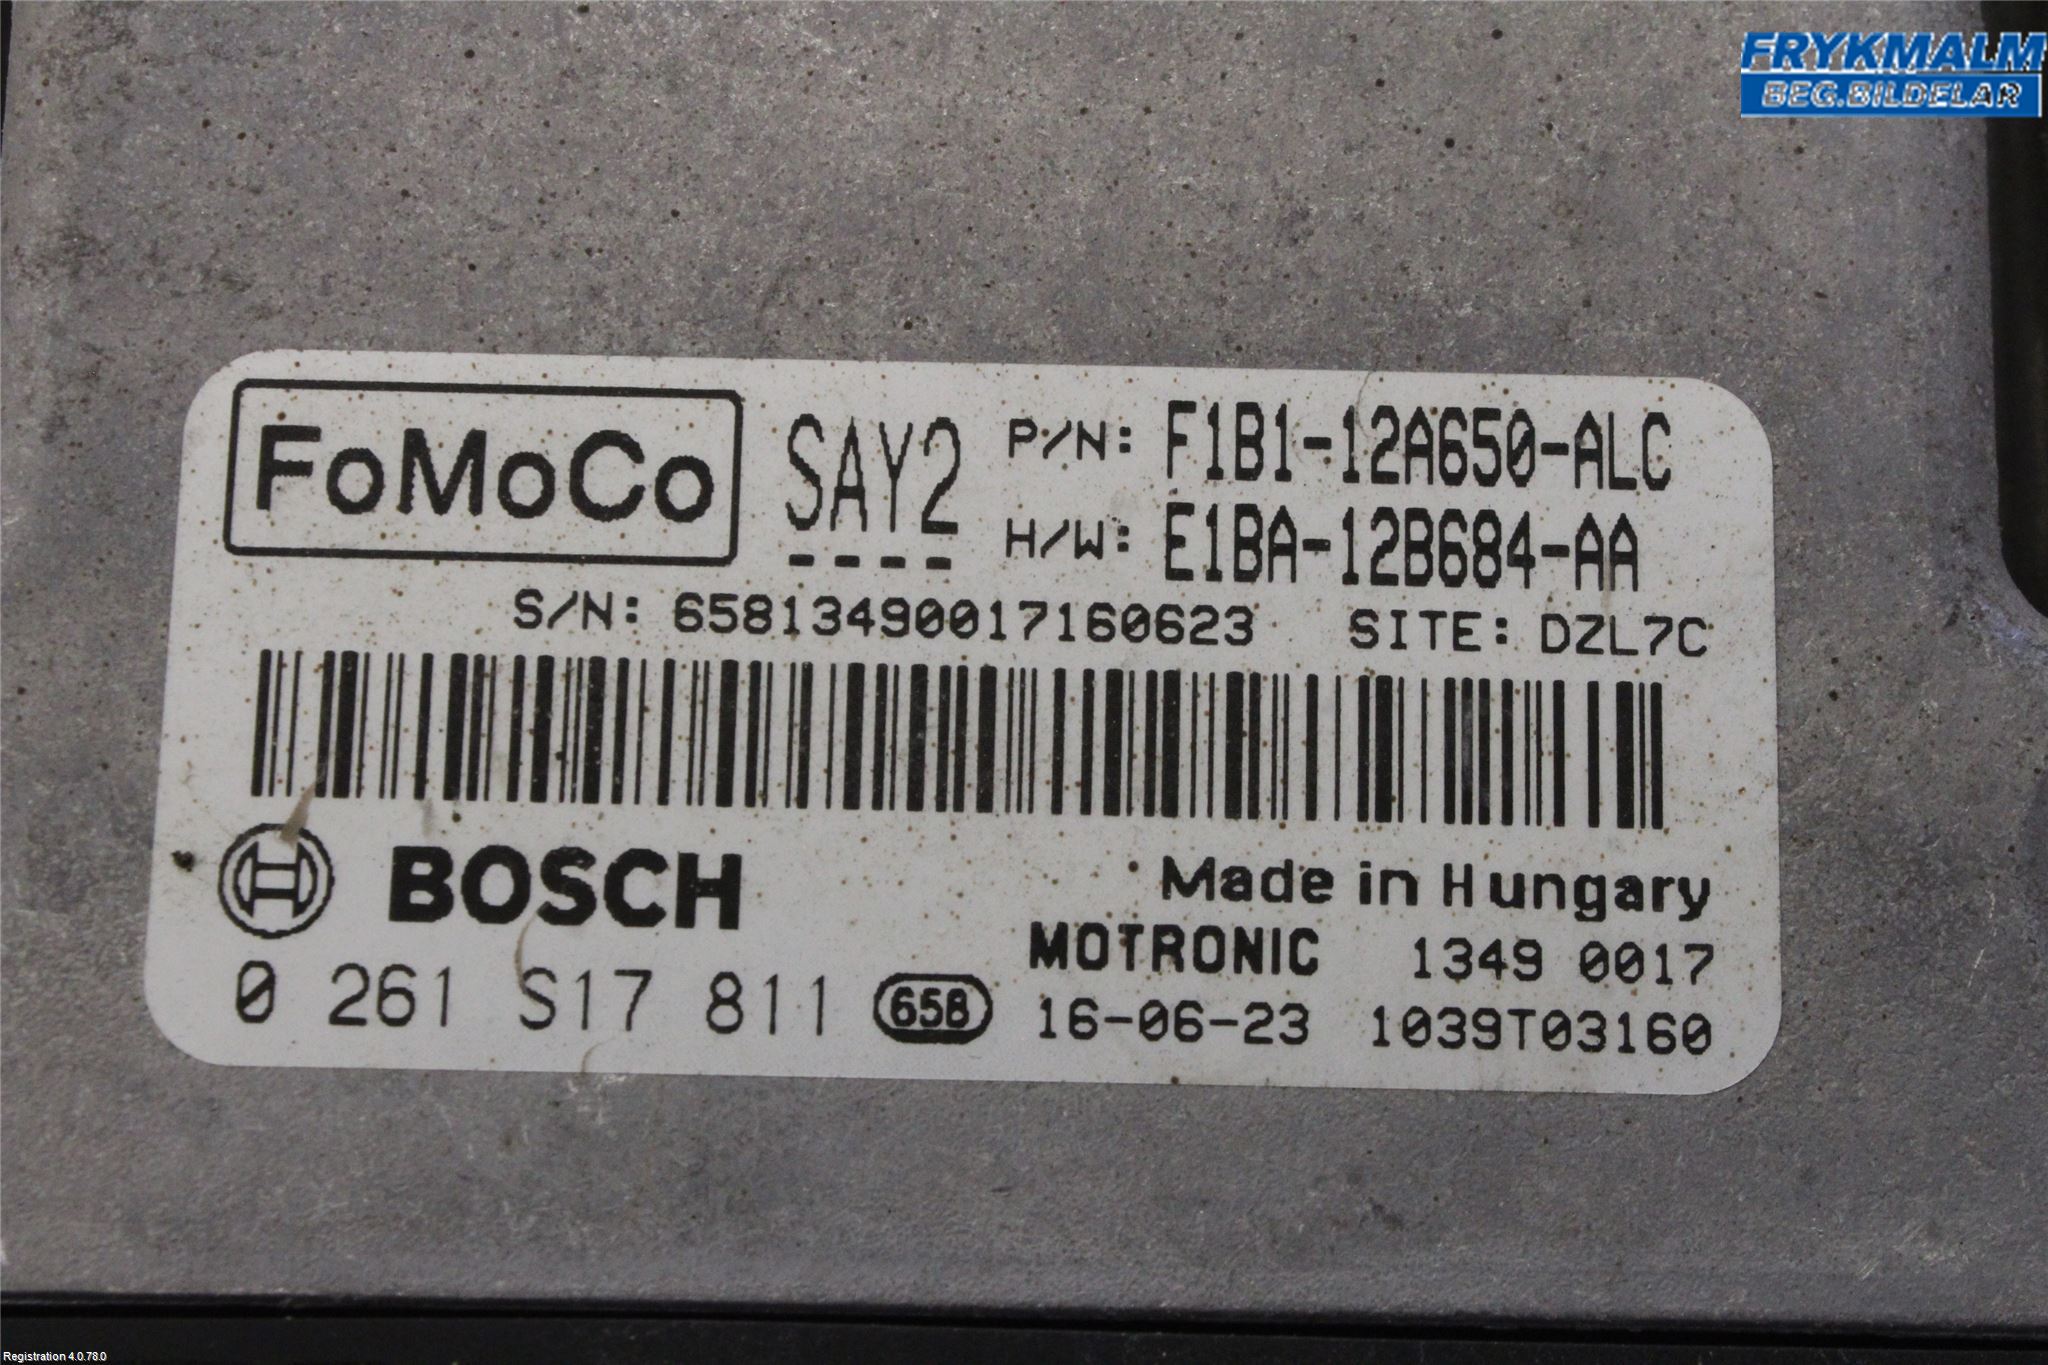 FRYKMALM
BEG.BILDELAR
FoMoCo SAY2 P/N: F1B1-12A650-ALC
---- H/W: E1BA-12B684-AA
S/N: 65813490017160623 SITE: DZL7C
BOSCH Made in Hungary
MOTRONIC 1349 0017
0 261 S17 811 658 16-06-23 1039T03160
Registration 4.0.78.0